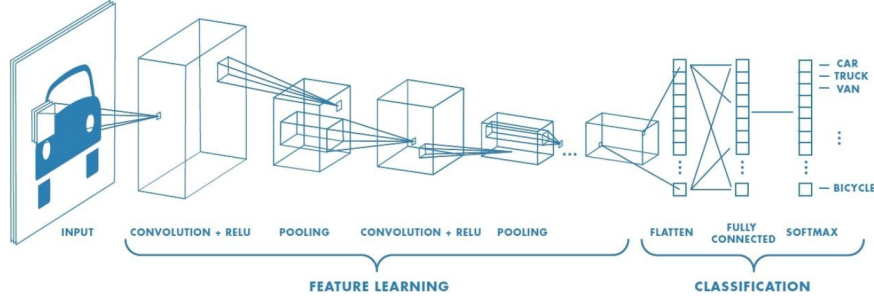 CAR
TRUCK
VAN
BICYCLE
INPUT
CONVOLUTION + RELU
POOLING
CONVOLUTION + RELU
POOLING
FLATTEN
FULLY
CONNECTED
SOFTMAX
FEATURE LEARNING
CLASSIFICATION